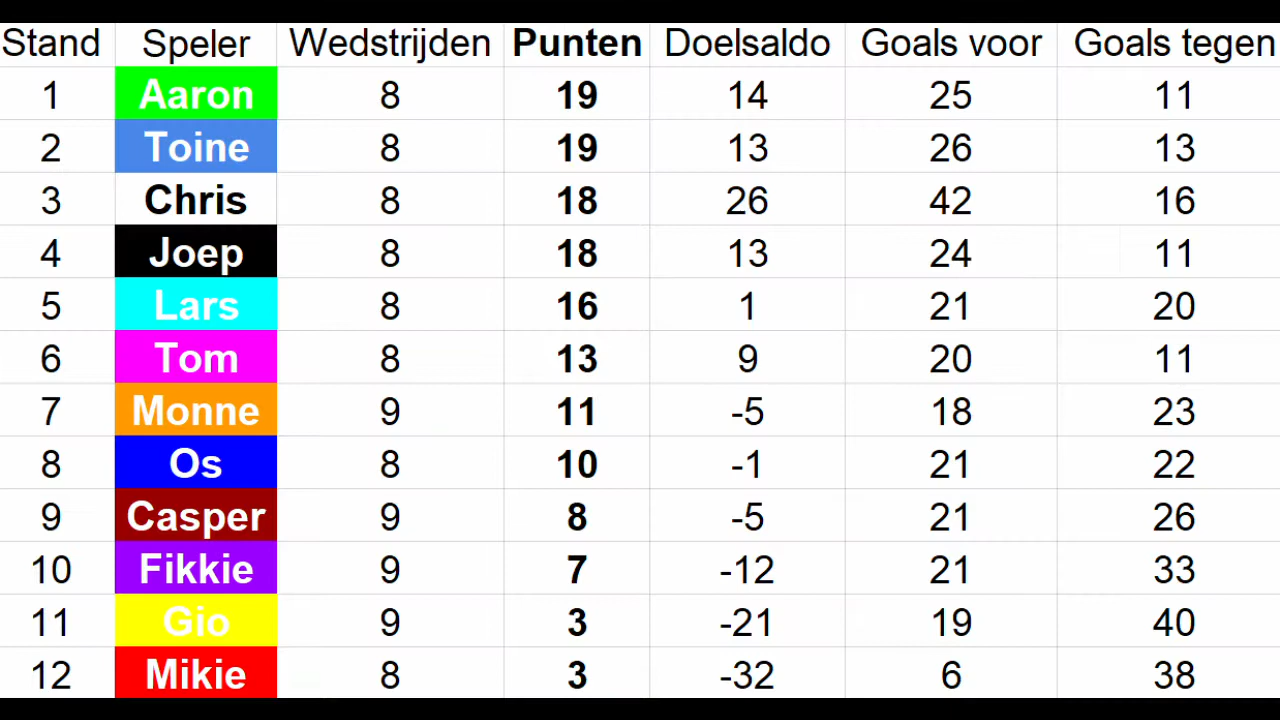 Stand Speler Wedstrijden Punten Doelsaldo Goals voor Goals tegen
1 Aaron 8 19 14 25 11
2 Toine 8 19 13 26 13
3 Chris 8 18 26 42 16
4 Joep 8 18 13 24 11
5 Lars 8 16 1 21 20
6 Tom 8 13 9 20 11
7 Monne 9 11 -5 18 23
8 Os 8 10 -1 21 22
9 Casper 9 8 -5 21 26
10 Fikkie 9 7 -12 21 33
11 Gio 9 3 -21 19 40
12 Mikie 8 3 -32 6 38